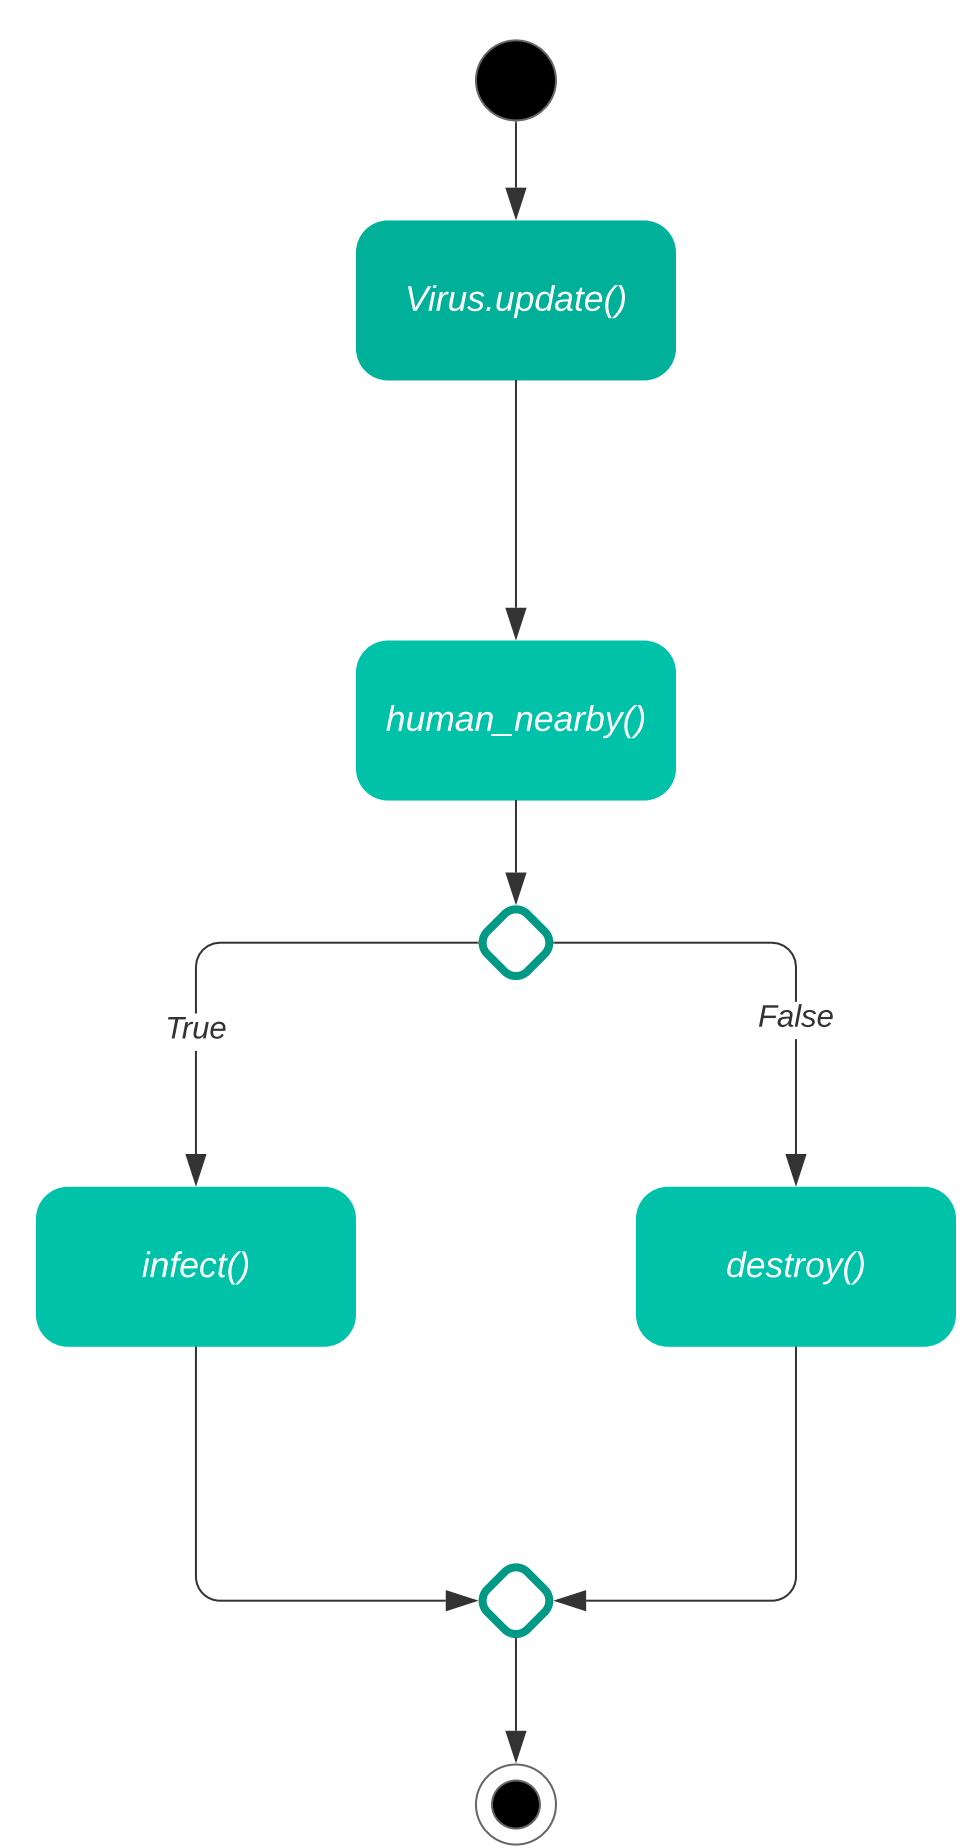 Virus.update()
human_nearby()
True
False
infect()
destroy()